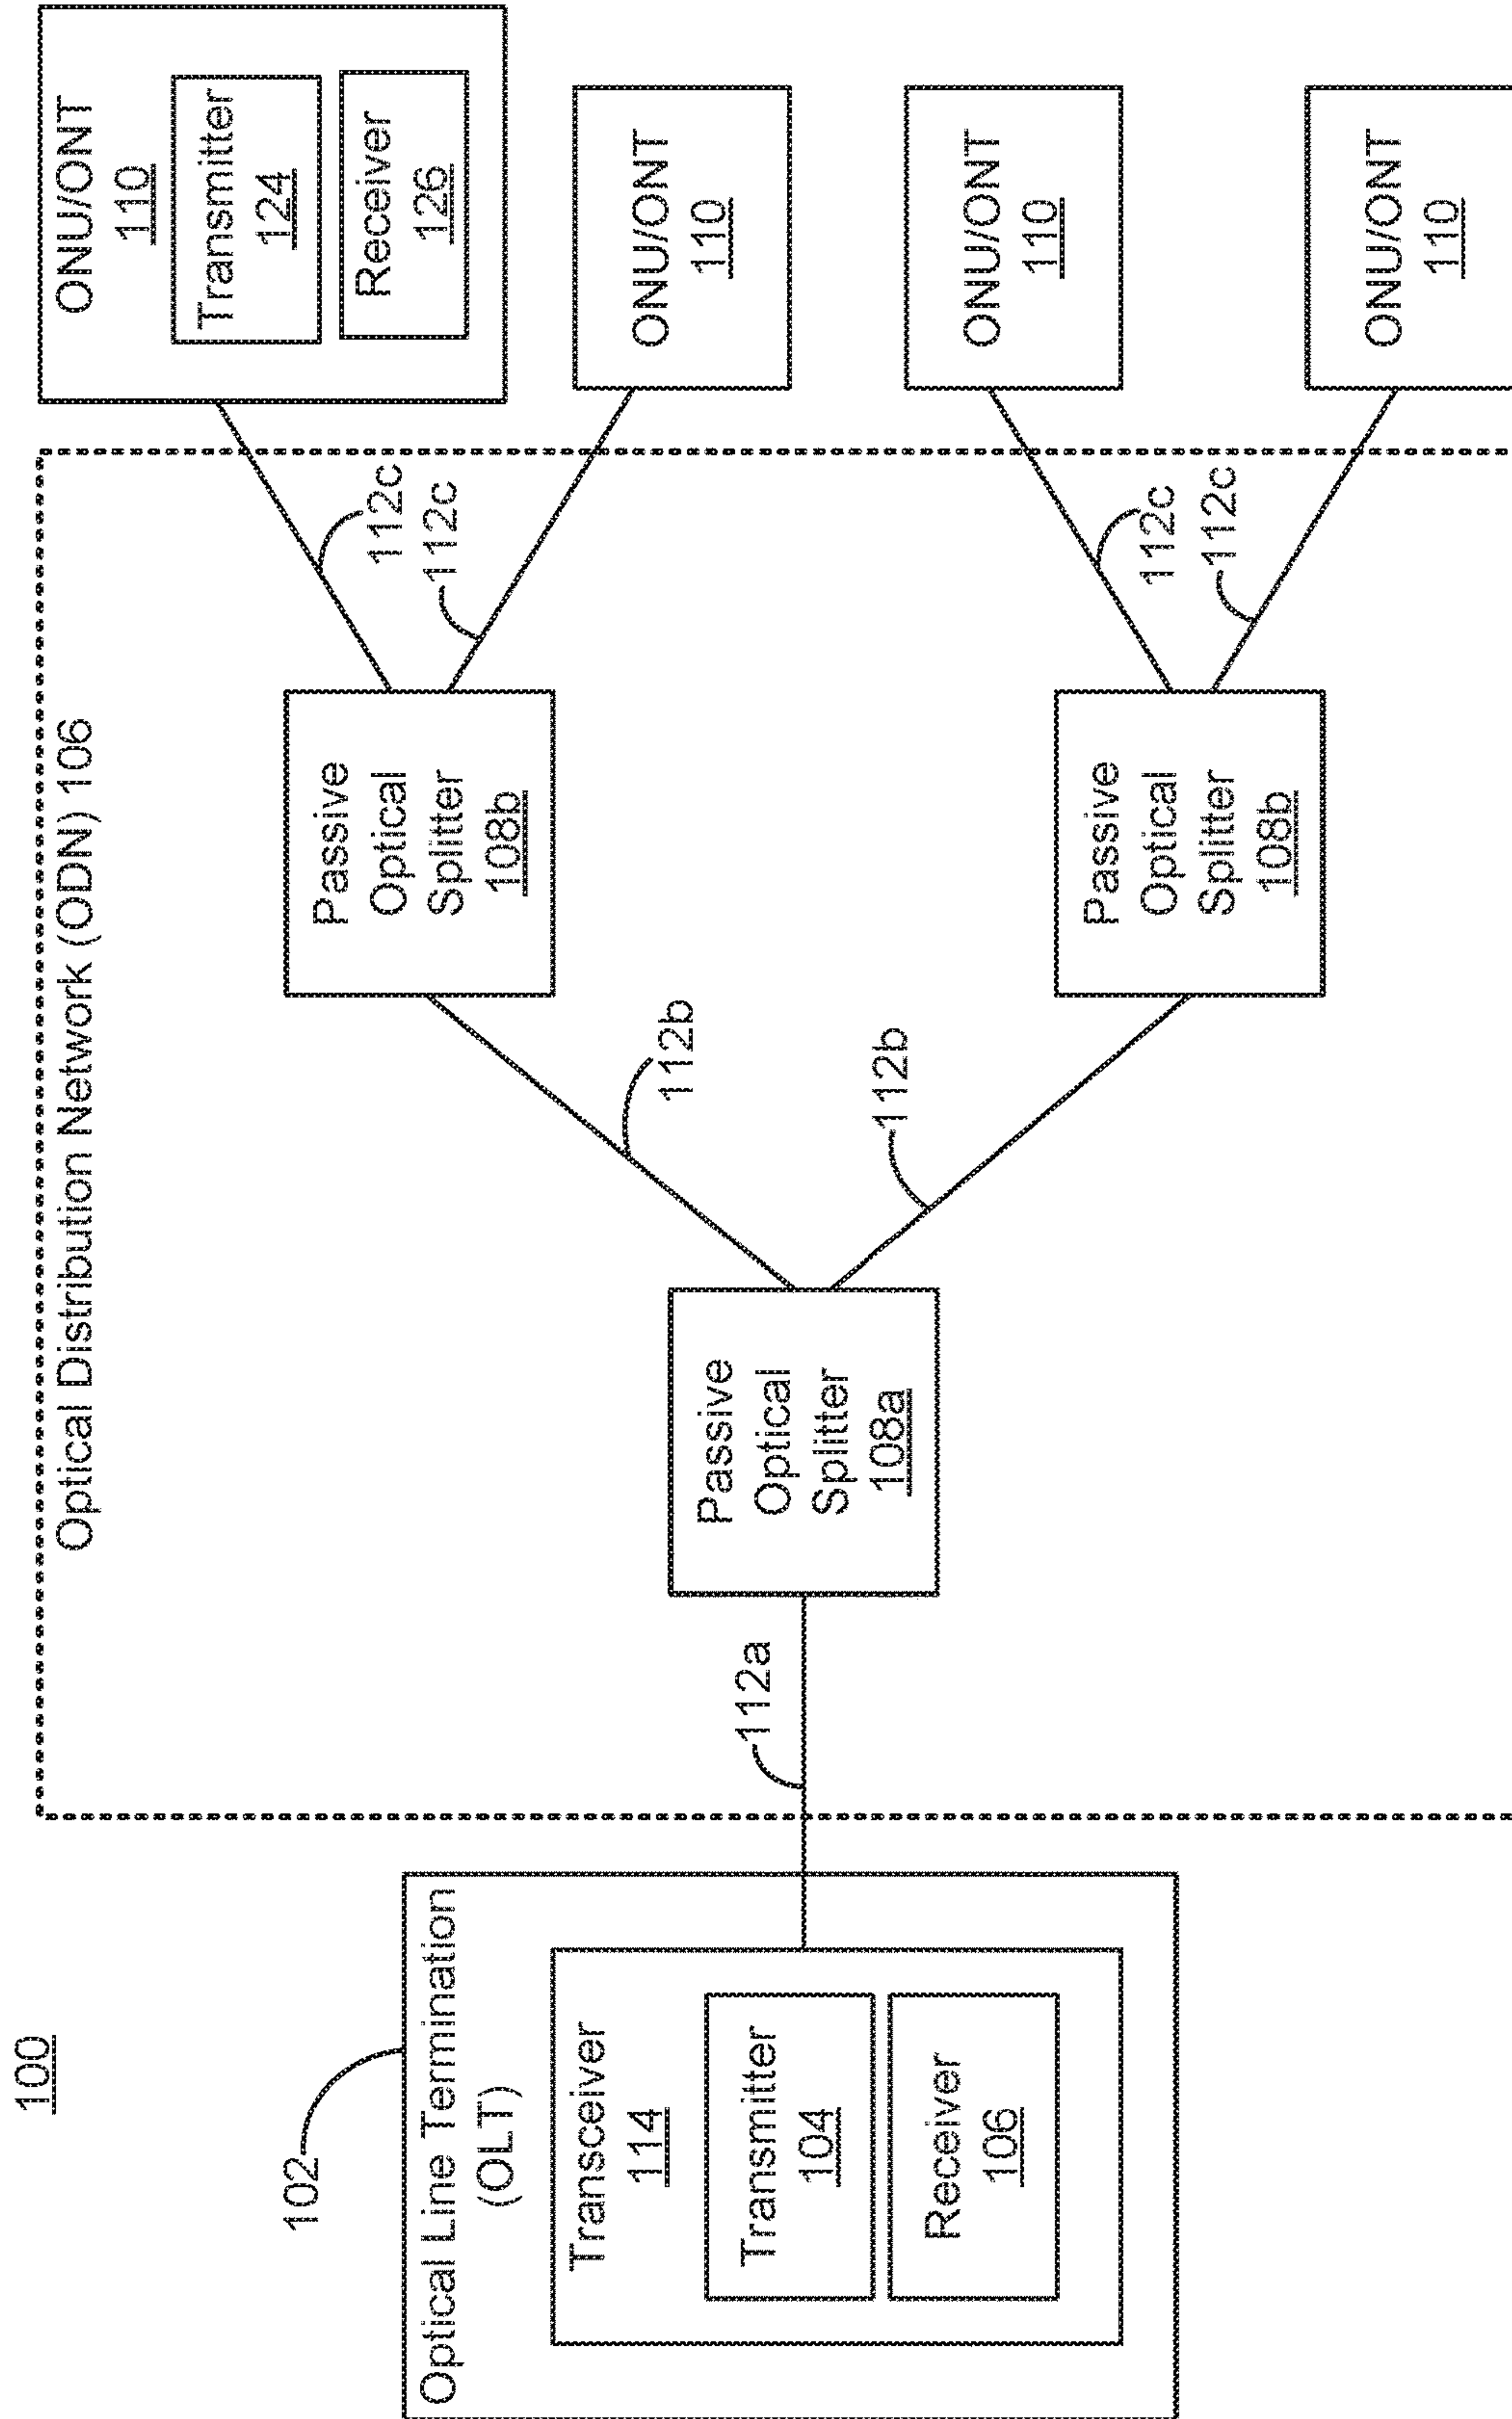 100
102
Optical Line Termination
(OLT)
Transceiver
114
Transmitter
104
Receiver
106
Optical Distribution Network (ODN) 106
112a
Passive
Optical
Splitter
108a
112b
112b
Passive
Optical
Splitter
108b
Passive
Optical
Splitter
108b
112c
112c
112c
112c
ONU/ONT
110
Transmitter
124
Receiver
126
ONU/ONT
110
ONU/ONT
110
ONU/ONT
110